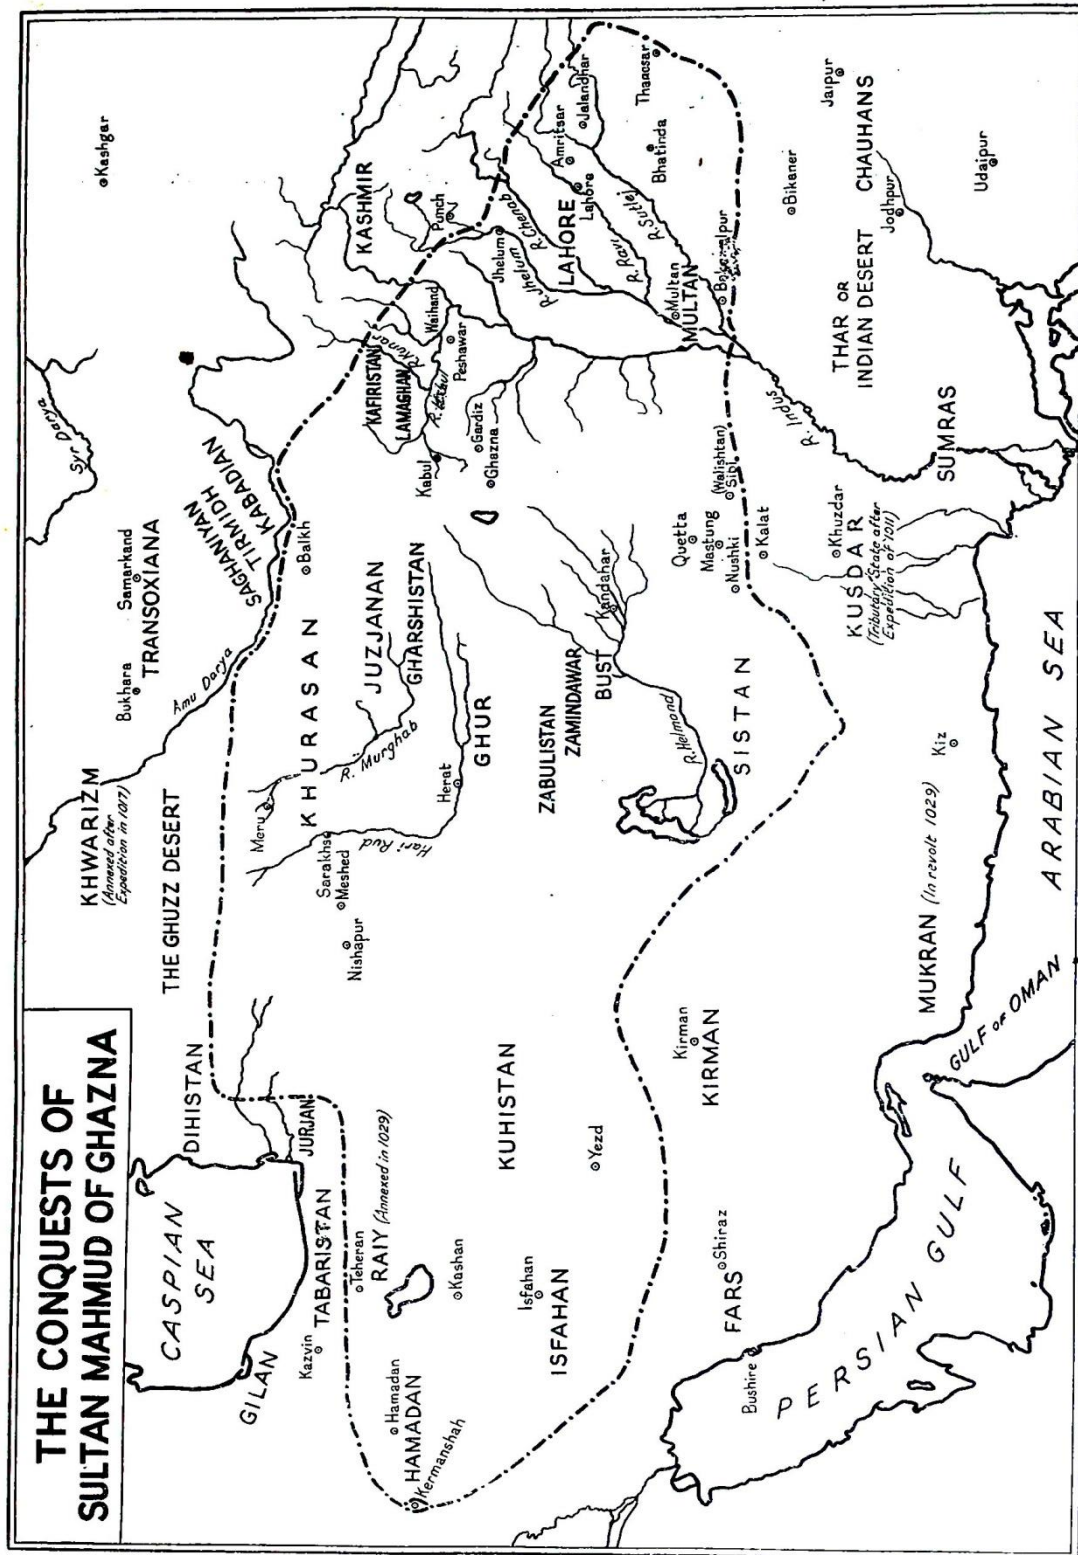 THE CONQUESTS OF
SULTAN MAHMUD OF GHAZNA
CASPIAN
SEA
GILAN
DIHISTAN
THE GHUZZ DESERT
KHWARIZM
(Annexed after
Expedition in 1017)
Bukhara
Samarkand
TRANSOXIANA
Amu Darya
Syr Darya
Kashgar
SAGHANIYAN
TIRMIDH
KABADIAN
Balkh
JURJAN
TABARISTAN
Kazvin
Teheran
RAIY (Annexed in 1029)
Hamadan
HAMADAN
Kermanshah
Kashan
Isfahan
ISFAHAN
KUHISTAN
Yezd
Nishapur
Meshed
Sarakhs
Meru
KHURASAN
R. Murghab
JUZJANAN
GHARSHISTAN
Hari Rud
Herat
GHUR
ZABULISTAN
ZAMINDAWAR
BUST
Kandahar
R. Helmond
SISTAN
Kabul
Ghazna
Gardiz
KAFIRISTAN
LAMAGHAN
R. Kunar
Waihand
Peshawar
KASHMIR
Punch
Jhelum
R. Jhelum
R. Chenab
LAHORE
Lahore
Amritsar
Jalandhar
R. Ravi
R. Sutlej
Multan
MULTAN
Bhatinda
Thanesar
R. Indus
Quetta
Mastung
Nushki
(Walishtan)
Sibi
Kalat
Khuzdar
KUSDAR
(Tributary State after
Expedition of 1011)
SUMRAS
THAR OR
INDIAN DESERT
CHAUHANS
Bikaner
Jaipur
Jodhpur
Udaipur
Kirman
KIRMAN
FARS
Shiraz
Bushire
PERSIAN GULF
GULF OF OMAN
MUKRAN (In revolt 1029)
Kiz
ARABIAN SEA